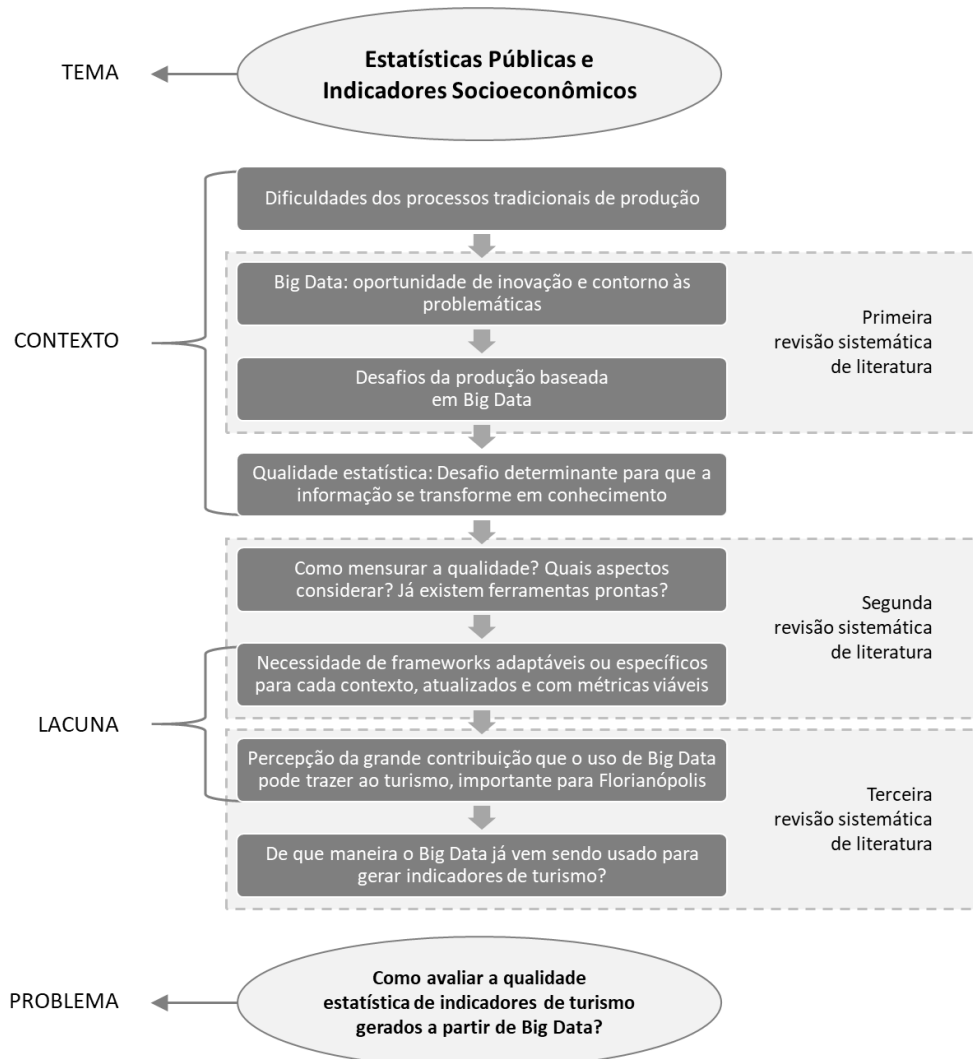 TEMA
Estatísticas Públicas e
Indicadores Socioeconômicos
CONTEXTO
Dificuldades dos processos tradicionais de produção
Big Data: oportunidade de inovação e contorno às
problemáticas
Desafios da produção baseada
em Big Data
Primeira
revisão sistemática
de literatura
Qualidade estatística: Desafio determinante para que a
informação se transforme em conhecimento
Como mensurar a qualidade? Quais aspectos
considerar? Já existem ferramentas prontas?
Segunda
revisão sistemática
de literatura
LACUNA
Necessidade de frameworks adaptáveis ou específicos
para cada contexto, atualizados e com métricas viáveis
Percepção da grande contribuição que o uso de Big Data
pode trazer ao turismo, importante para Florianópolis
Terceira
revisão sistemática
de literatura
De que maneira o Big Data já vem sendo usado para
gerar indicadores de turismo?
PROBLEMA
Como avaliar a qualidade
estatística de indicadores de turismo
gerados a partir de Big Data?